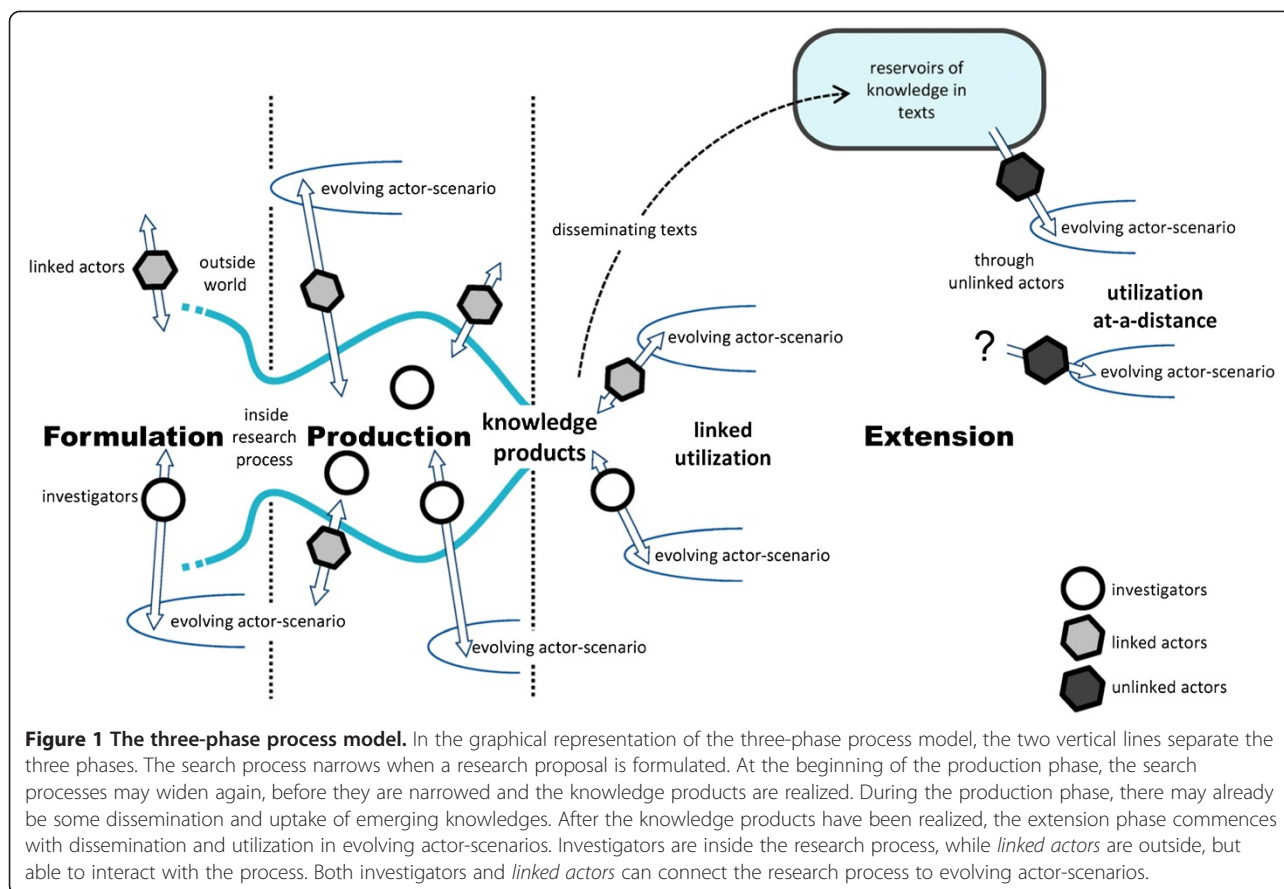 reservoirs of
knowledge in
texts
evolving actor-scenario
disseminating texts
evolving actor-scenario
linked actors
outside
world
through
unlinked actors
utilization
at-a-distance
evolving actor-scenario
?
evolving actor-scenario
Formulation
inside
research
process
Production
knowledge
products
linked
utilization
Extension
investigators
evolving actor-scenario
evolving actor-scenario
evolving actor-scenario
investigators
linked actors
unlinked actors
Figure 1 The three-phase process model. In the graphical representation of the three-phase process model, the two vertical lines separate the
three phases. The search process narrows when a research proposal is formulated. At the beginning of the production phase, the search
processes may widen again, before they are narrowed and the knowledge products are realized. During the production phase, there may already
be some dissemination and uptake of emerging knowledges. After the knowledge products have been realized, the extension phase commences
with dissemination and utilization in evolving actor-scenarios. Investigators are inside the research process, while linked actors are outside, but
able to interact with the process. Both investigators and linked actors can connect the research process to evolving actor-scenarios.